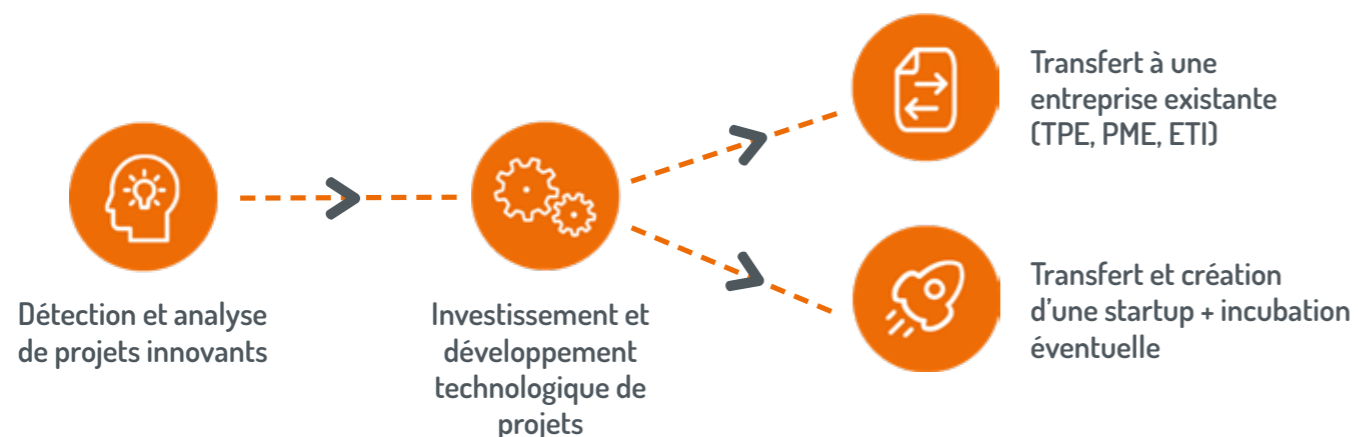 Détection et analyse
de projets innovants
Investissement et
développement
technologique de
projets
Transfert à une
entreprise existante
(TPE, PME, ETI)
Transfert et création
d'une startup + incubation
éventuelle